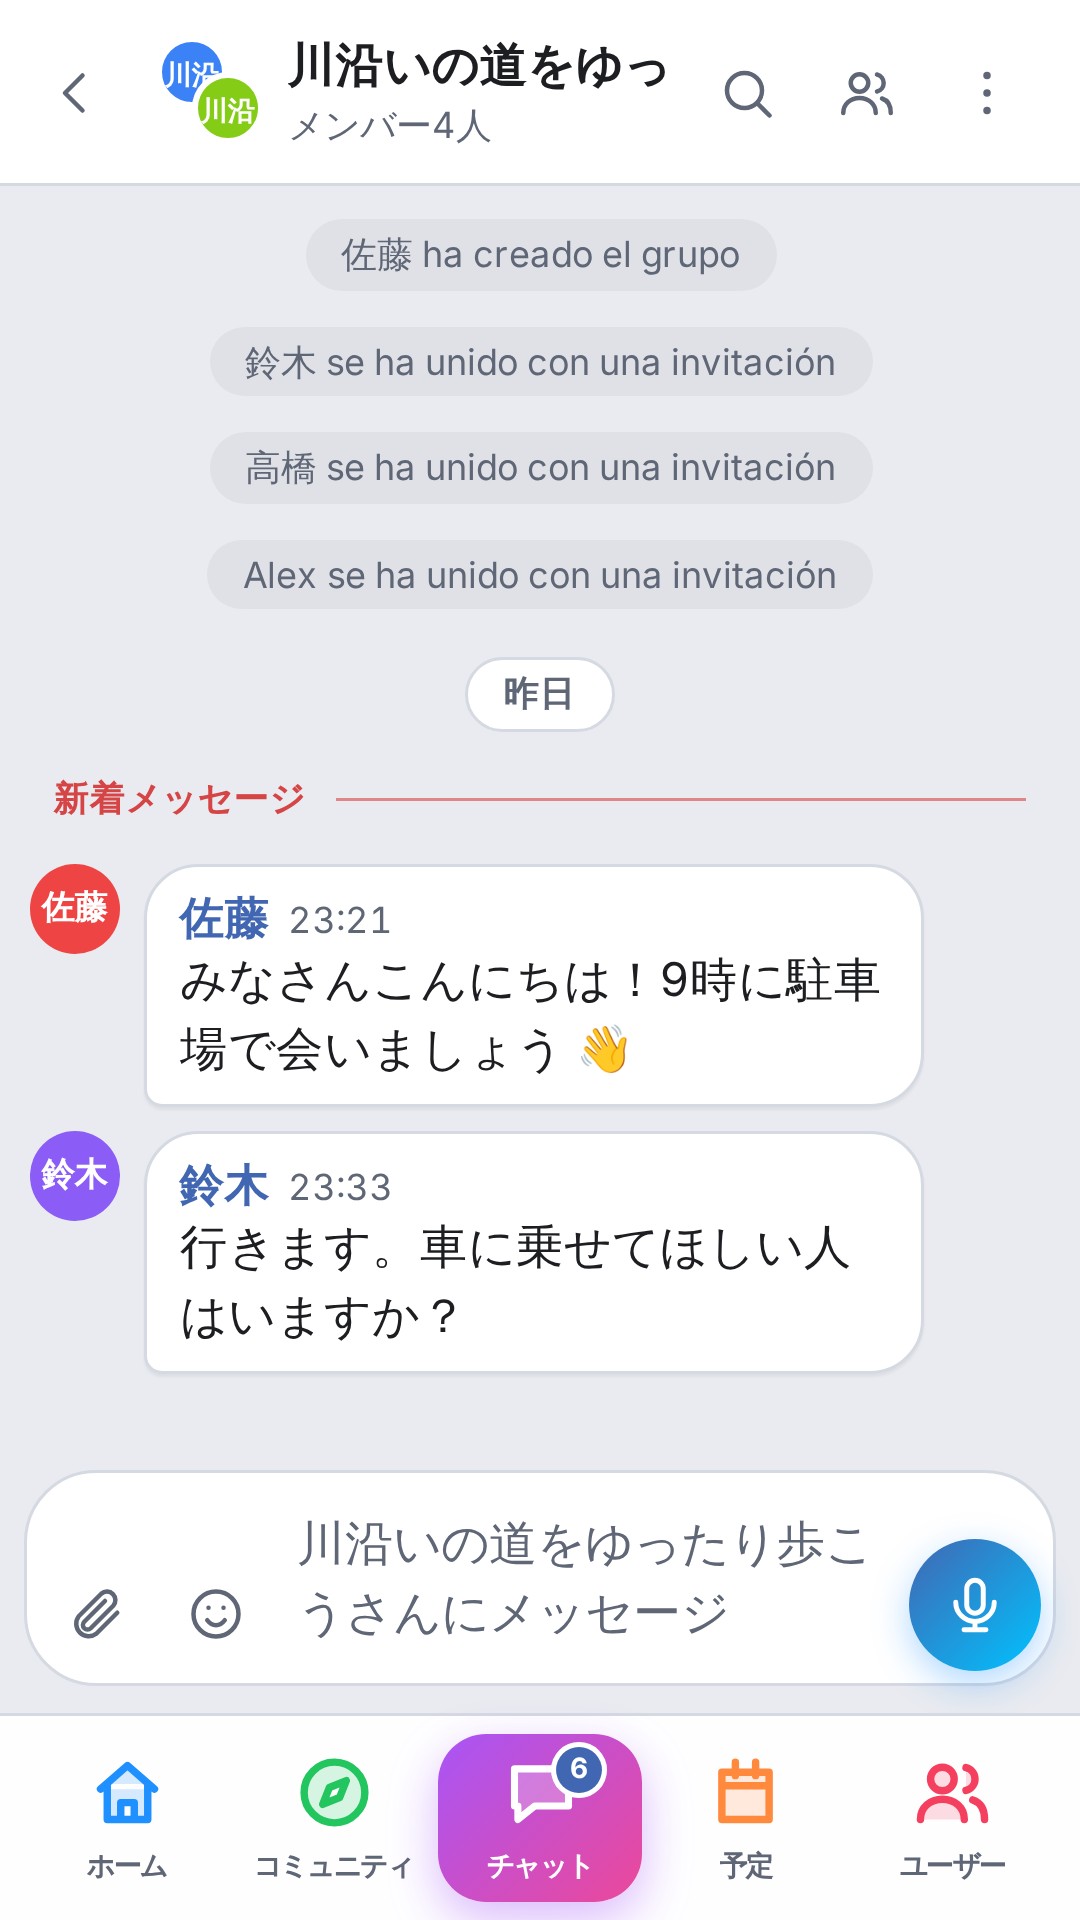 川沿
川沿
川沿いの道をゆっ
メンバー4人
佐藤 ha creado el grupo
鈴木 se ha unido con una invitación
高橋 se ha unido con una invitación
Alex se ha unido con una invitación
昨日
新着メッセージ
佐藤
佐藤 23:21
みなさんこんにちは！9時に駐車
場で会いましょう 👋
鈴木
鈴木 23:33
行きます。車に乗せてほしい人
はいますか？
川沿いの道をゆったり歩こ
うさんにメッセージ
6
ホーム
コミュニティ
チャット
予定
ユーザー